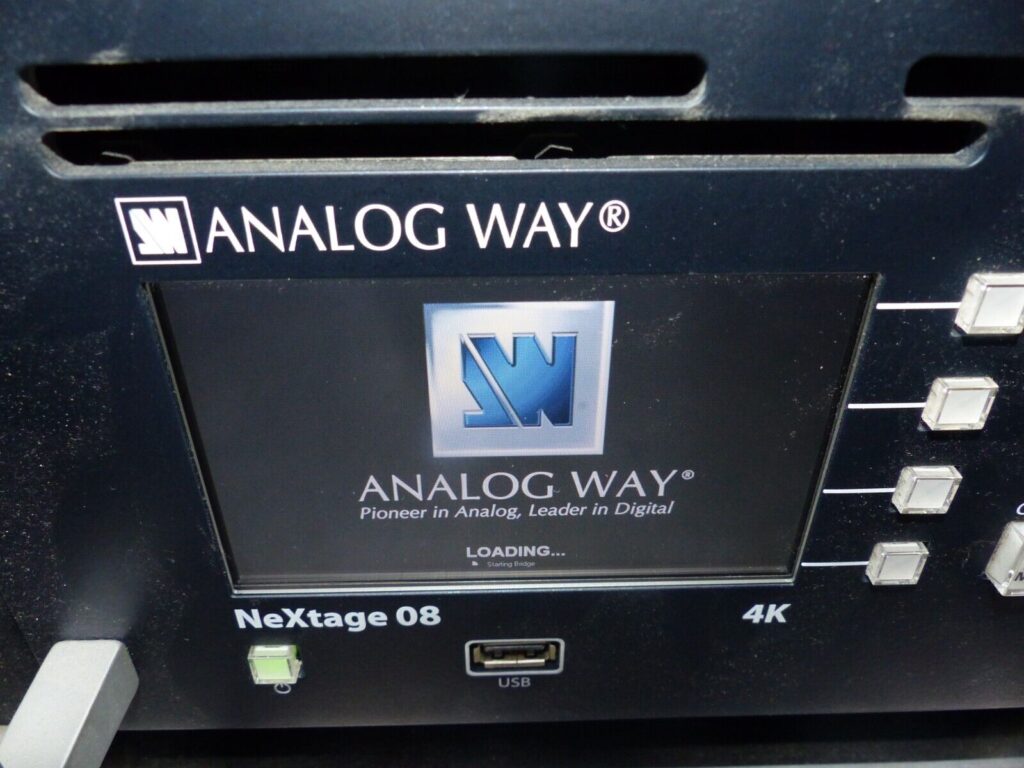 ANALOG WAY®
ANALOG WAY®
Pioneer in Analog, Leader in Digital
LOADING...
Starting Bridge
NeXtage 08
4K
USB